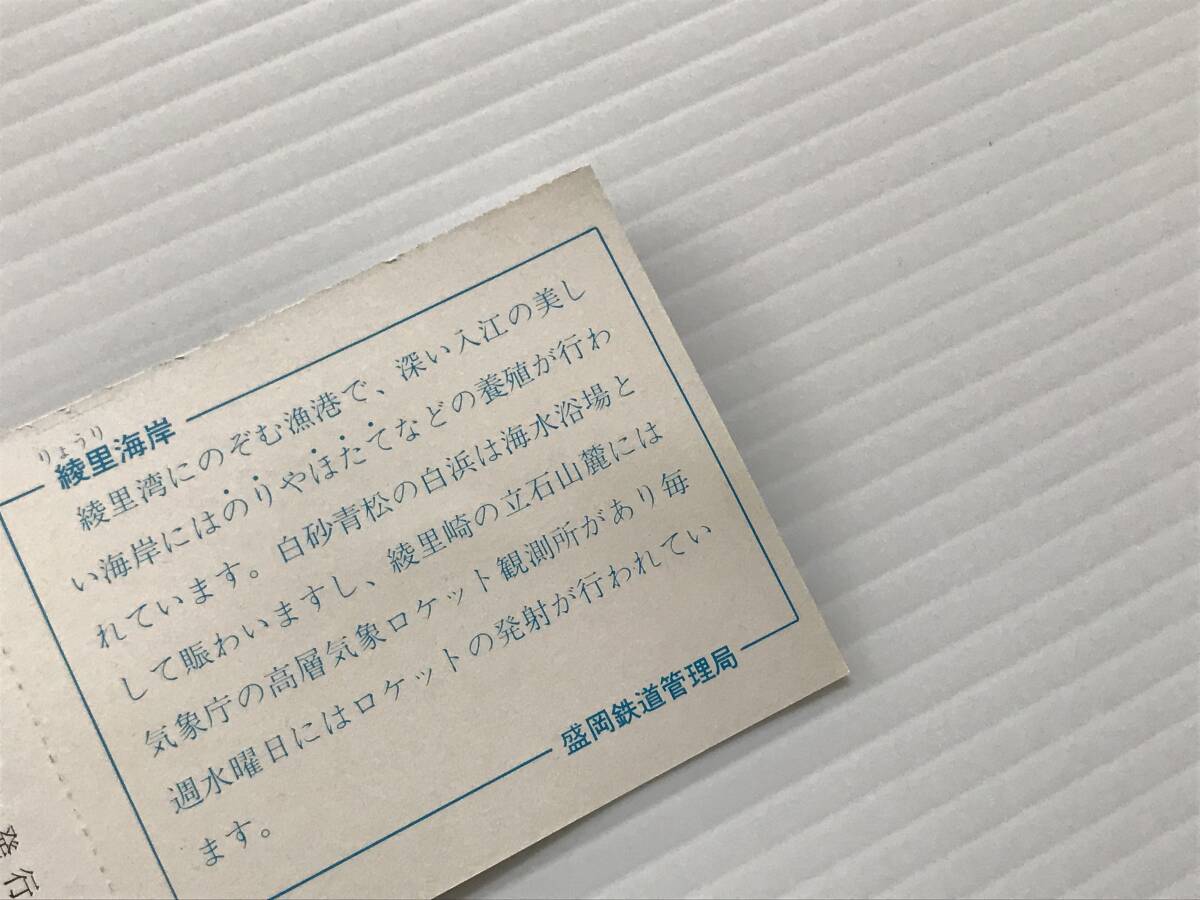 りょうり
綾里海岸
綾里湾にのぞむ漁港で、深い入江の美し
い海岸にはのりやほたてなどの養殖が行わ
れています。白砂青松の白浜は海水浴場と
して賑わいますし、綾里崎の立石山麓には
気象庁の高層気象ロケット観測所があり毎
週水曜日にはロケットの発射が行われてい
ます。
盛岡鉄道管理局
発行